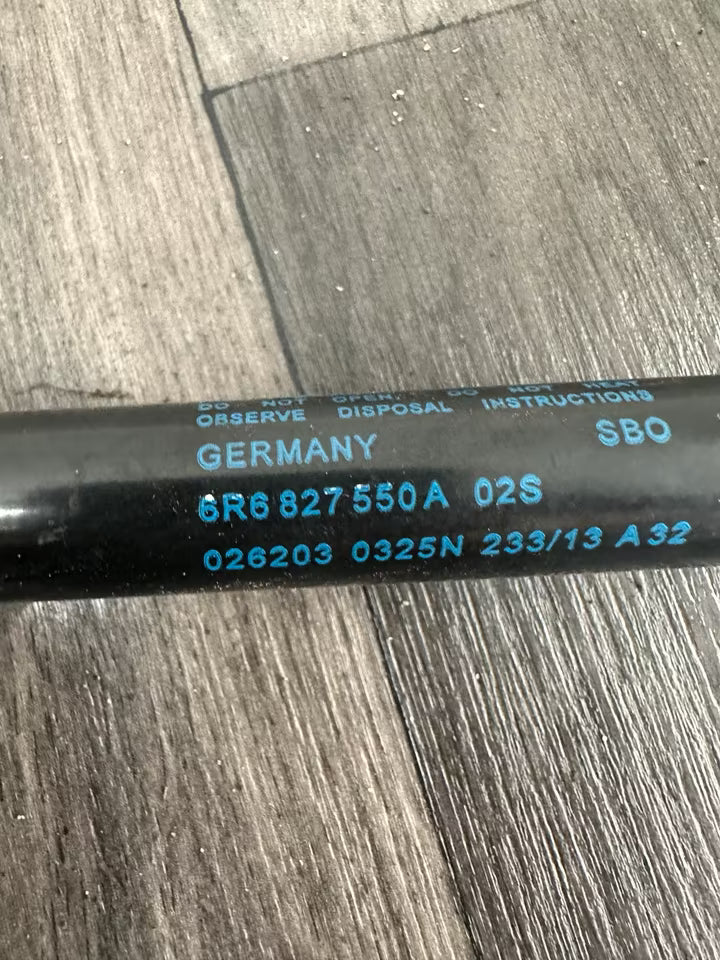 DO NOT OPEN. DO NOT HEAT
OBSERVE DISPOSAL INSTRUCTIONS
GERMANY SBO
6R6 827 550 A 02S
026203 0325N 233/13 A 32